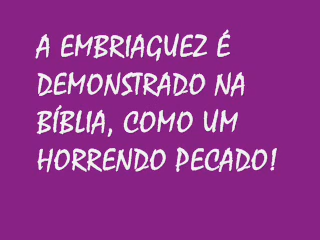 A EMBRIAGUEZ É
DEMONSTRADO NA
BÍBLIA, COMO UM
HORRENDO PECADO!